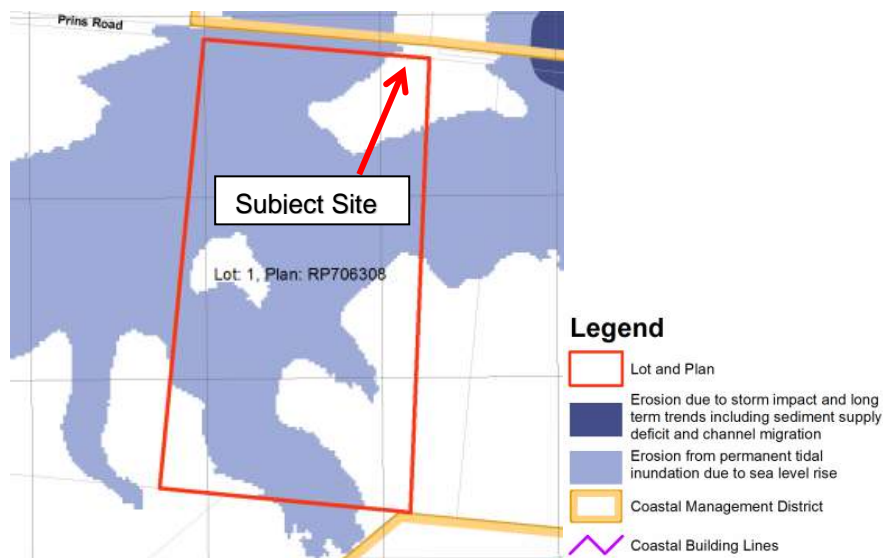 Prins Road
Subject Site
Lot: 1, Plan: RP706308
Legend
Lot and Plan
Erosion due to storm impact and long
term trends including sediment supply
deficit and channel migration
Erosion from permanent tidal
inundation due to sea level rise
Coastal Management District
Coastal Building Lines